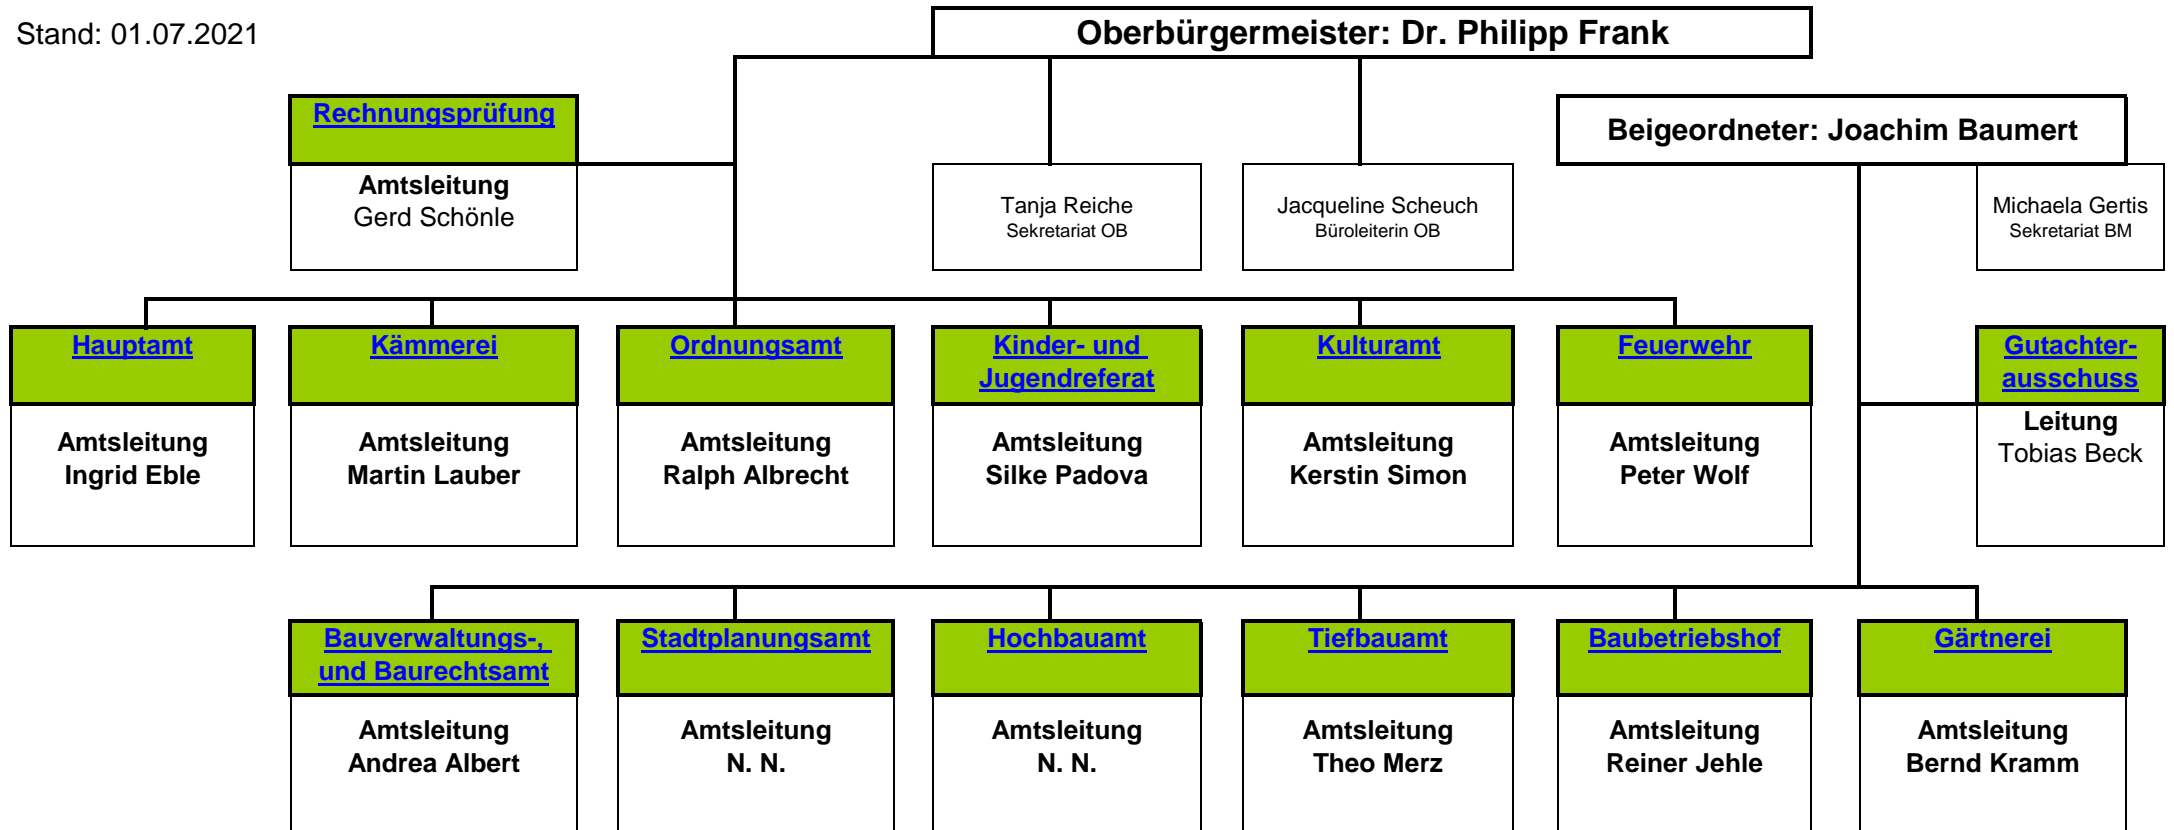 Stand: 01.07.2021
Oberbürgermeister: Dr. Philipp Frank
Rechnungsprüfung
Amtsleitung
Gerd Schönle
Beigeordneter: Joachim Baumert
Tanja Reiche
Sekretariat OB
Jacqueline Scheuch
Büroleiterin OB
Michaela Gertis
Sekretariat BM
Hauptamt
Amtsleitung
Ingrid Eble
Kämmerei
Amtsleitung
Martin Lauber
Ordnungsamt
Amtsleitung
Ralph Albrecht
Kinder- und
Jugendreferat
Amtsleitung
Silke Padova
Kulturamt
Amtsleitung
Kerstin Simon
Feuerwehr
Amtsleitung
Peter Wolf
Gutachter-
ausschuss
Leitung
Tobias Beck
Bauverwaltungs-,
und Baurechtsamt
Amtsleitung
Andrea Albert
Stadtplanungsamt
Amtsleitung
N. N.
Hochbauamt
Amtsleitung
N. N.
Tiefbauamt
Amtsleitung
Theo Merz
Baubetriebshof
Amtsleitung
Reiner Jehle
Gärtnerei
Amtsleitung
Bernd Kramm